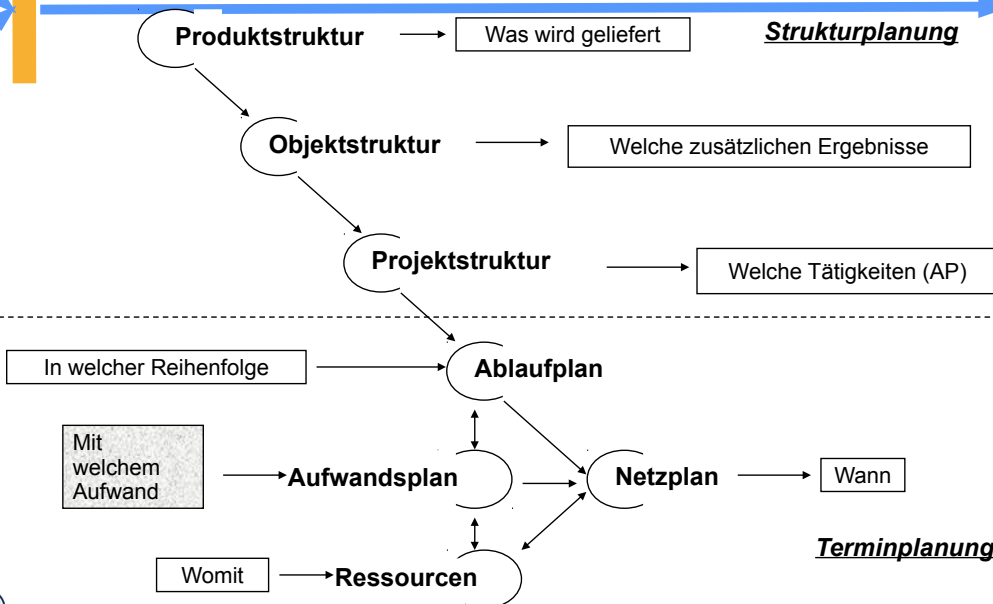 Produktstruktur
Was wird geliefert
Strukturplanung
Objektstruktur
Welche zusätzlichen Ergebnisse
Projektstruktur
Welche Tätigkeiten (AP)
In welcher Reihenfolge
Ablaufplan
Mit
welchem
Aufwand
Aufwandsplan
Netzplan
Wann
Terminplanung
Womit
Ressourcen